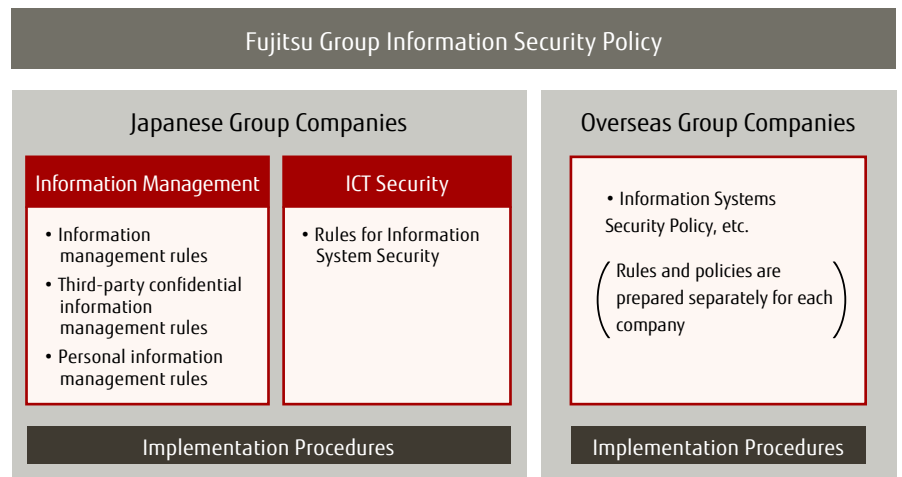 Fujitsu Group Information Security Policy
Japanese Group Companies
Information Management
• Information
management rules
• Third-party confidential
information
management rules
• Personal information
management rules
ICT Security
• Rules for Information
System Security
Implementation Procedures
Overseas Group Companies
• Information Systems
Security Policy, etc.
(Rules and policies are
prepared separately for each
company)
Implementation Procedures